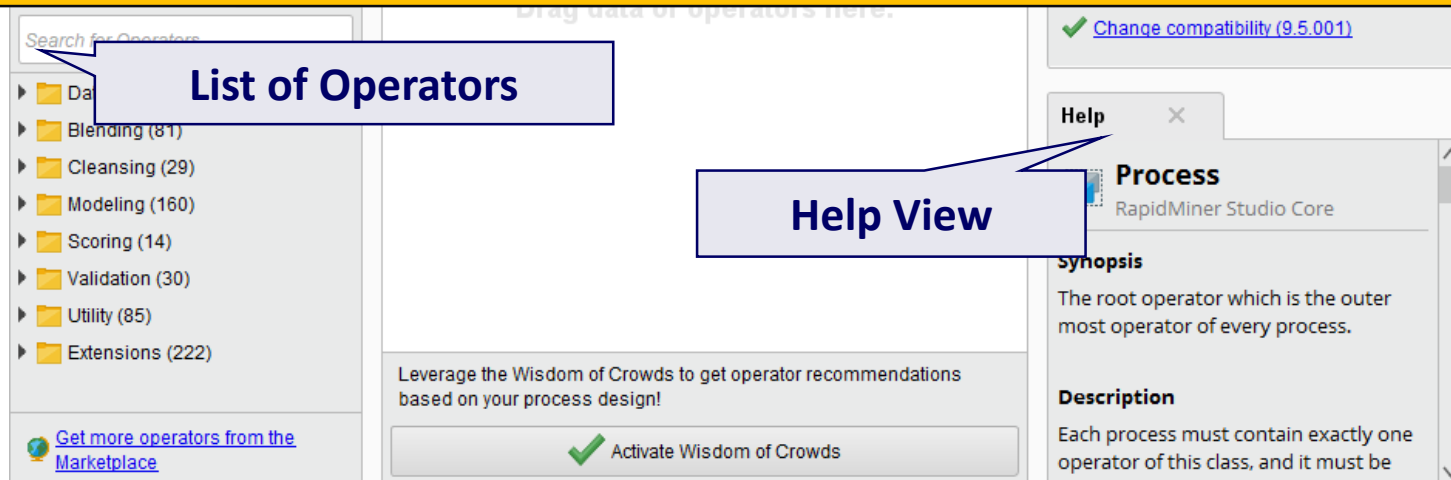 Drag data or operators here.
Search for Operators
List of Operators
Da
Blending (81)
Cleansing (29)
Modeling (160)
Scoring (14)
Validation (30)
Utility (85)
Extensions (222)
Get more operators from the
Marketplace
Leverage the Wisdom of Crowds to get operator recommendations
based on your process design!
Activate Wisdom of Crowds
Change compatibility (9.5.001)
Help
Help View
Process
RapidMiner Studio Core
Synopsis
The root operator which is the outer
most operator of every process.
Description
Each process must contain exactly one
operator of this class, and it must be